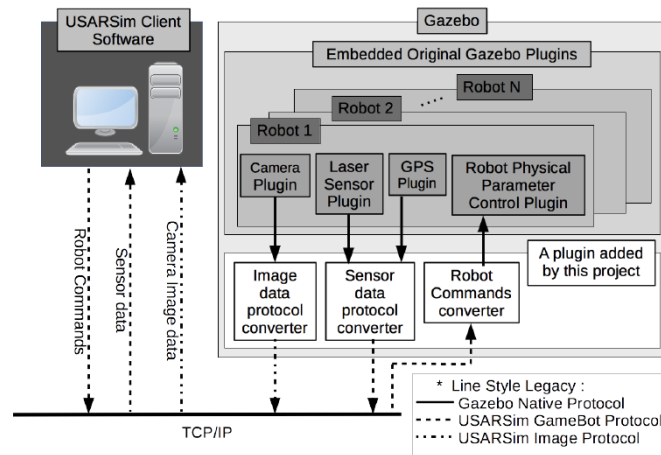 USARSim Client
Software
Gazebo
Embedded Original Gazebo Plugins
Robot N
Robot 2
Robot 1
Camera
Plugin
Laser
Sensor
Plugin
GPS
Plugin
Robot Physical
Parameter
Control Plugin
A plugin added
by this project
Image
data
protocol
converter
Sensor
data
protocol
converter
Robot
Commands
converter
Robot Commands
Sensor data
Camera Image data
TCP/IP
* Line Style Legacy :
Gazebo Native Protocol
USARSim GameBot Protocol
USARSim Image Protocol